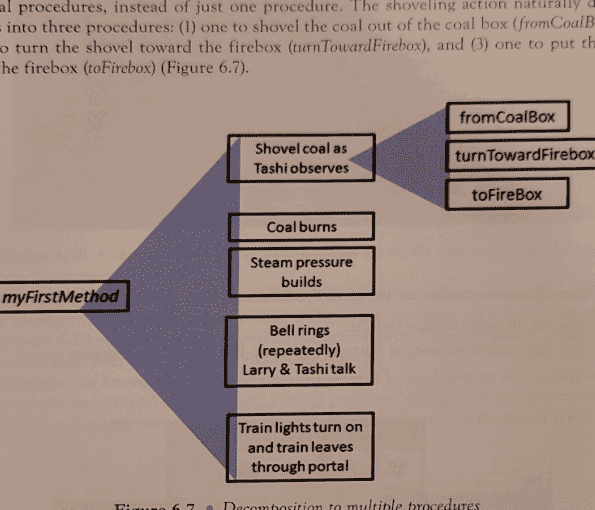 al procedures, instead of just one procedure. The shoveling action naturally
into three procedures: (1) one to shovel the coal out of the coal box (fromCoalB
o turn the shovel toward the firebox (turnTowardFirebox), and (3) one to put th
the firebox (toFirebox) (Figure 6.7).
fromCoalBox
Shovel coal as
Tashi observes
turnTowardFirebox
toFireBox
Coal burns
Steam pressure
builds
myFirstMethod
Bell rings
(repeatedly)
Larry & Tashi talk
Train lights turn on
and train leaves
through portal
Figure 6.7 • Decomposition to multiple procedures